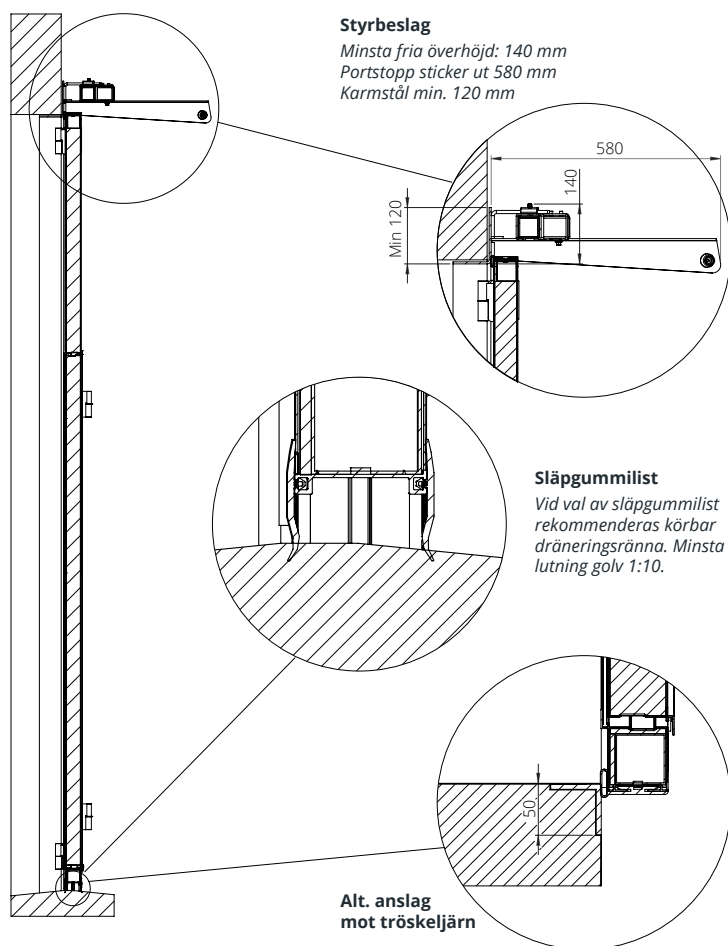 Styrbeslag
Minsta fria överhöjd: 140 mm
Portstopp sticker ut 580 mm
Karmstål min. 120 mm
580
140
Min 120
Släpgummilist
Vid val av släpgummilist
rekommenderas körbar
dräneringsränna. Minsta
lutning golv 1:10.
50
Alt. anslag
mot tröskeljärn